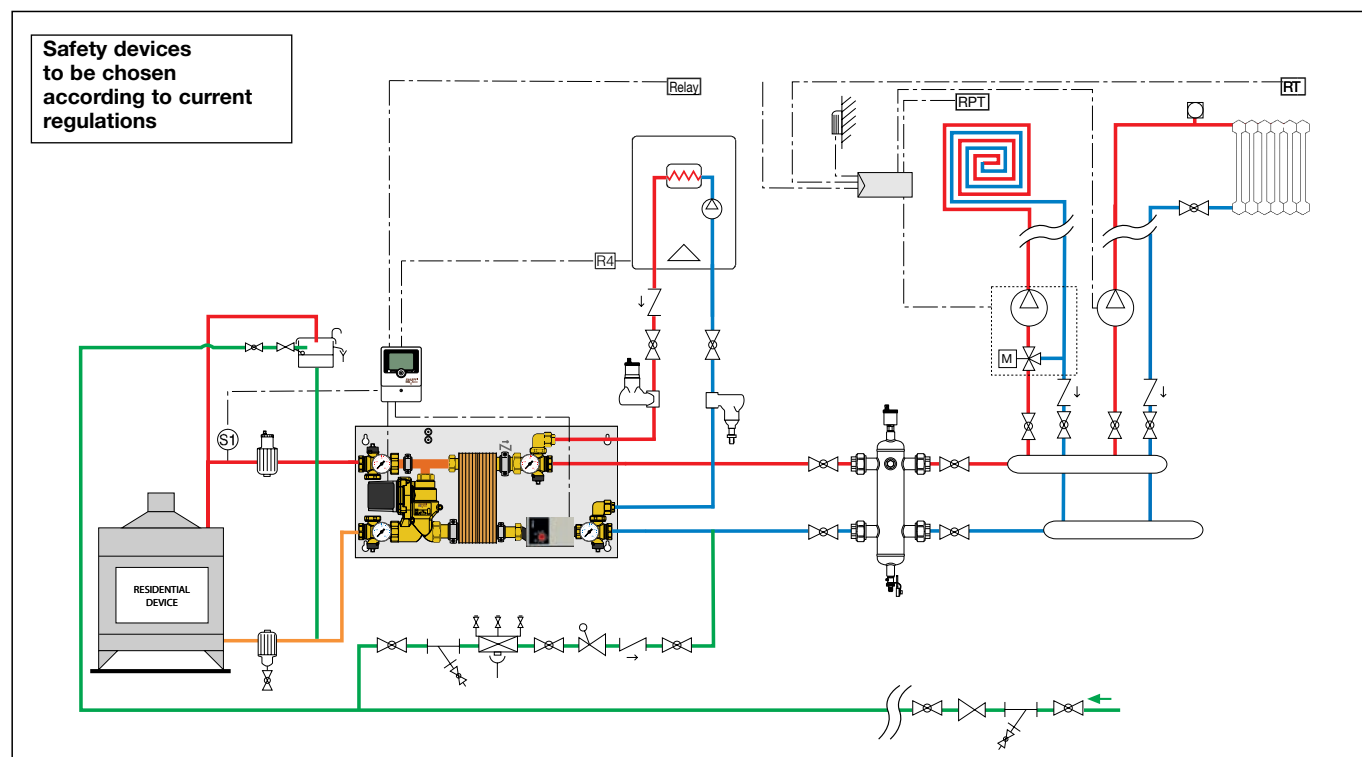 Safety devices
to be chosen
according to current
regulations
Relay
RPT
RT
R4
S1
M
RESIDENTIAL
DEVICE